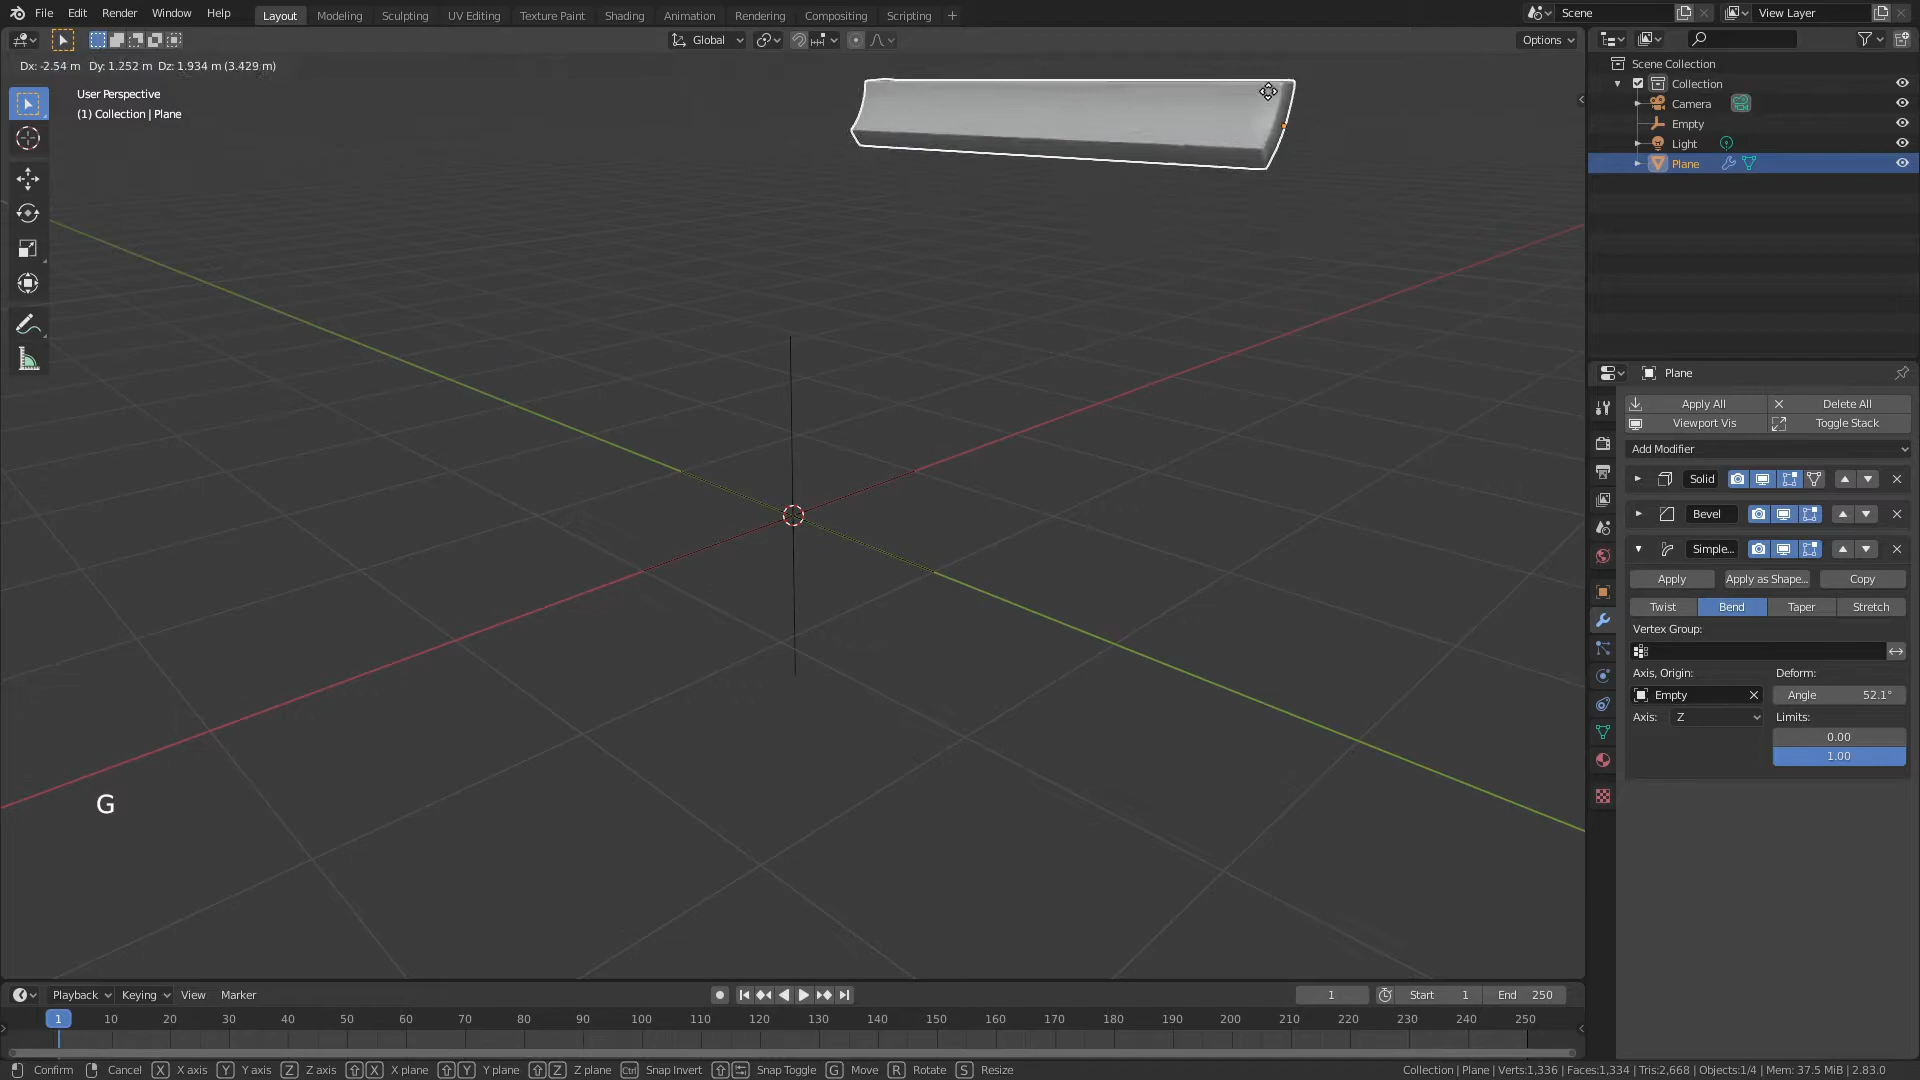 File Edit Render Window Help Layout Modeling Sculpting UV Editing Texture Paint Shading Animation Rendering Compositing Scripting + Scene View Layer
Global Options
Dx: -2.54 m Dy: 1.252 m Dz: 1.934 m (3.429 m)
User Perspective
(1) Collection | Plane
Scene Collection
Collection
Camera
Empty
Light
Plane
Plane
Apply All Delete All
Viewport Vis Toggle Stack
Add Modifier
Solid
Bevel
Simple...
Apply Apply as Shape... Copy
Twist Bend Taper Stretch
Vertex Group:
Axis, Origin: Deform:
Empty Angle 52.1°
Axis: Z Limits:
0.00
1.00
G
Playback Keying View Marker 1 Start 1 End 250
1 10 20 30 40 50 60 70 80 90 100 110 120 130 140 150 160 170 180 190 200 210 220 230 240 250
Confirm Cancel X X axis Y Y axis Z Z axis X X plane Y Y plane Z Z plane Ctrl Snap Invert Snap Toggle G Move R Rotate S Resize Collection | Plane | Verts:1,336 | Faces:1,334 | Tris:2,668 | Objects:1/4 | Mem: 37.5 MiB | 2.83.0